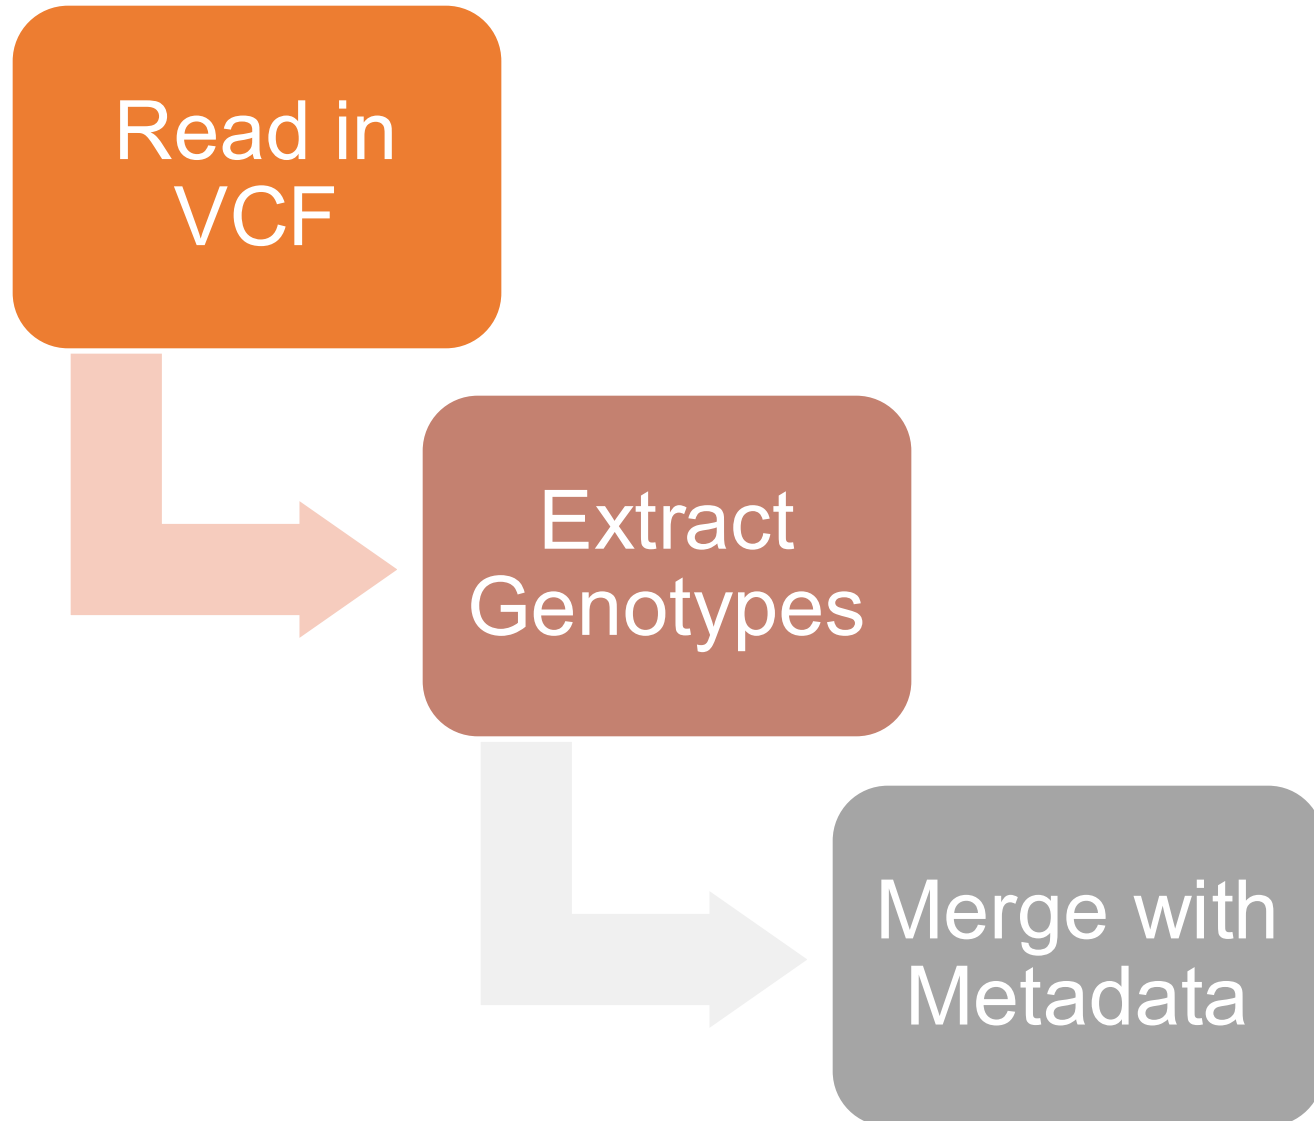 Read in
VCF
Extract
Genotypes
Merge with
Metadata